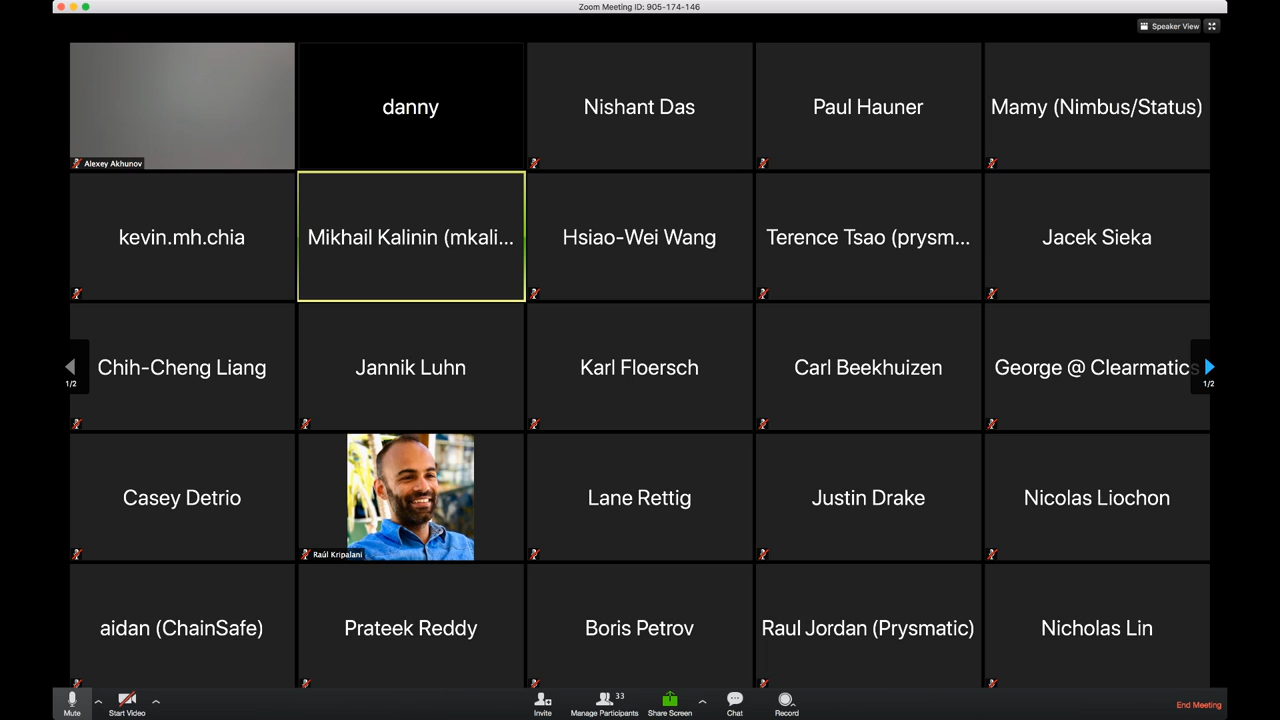 Zoom Meeting ID: 905-174-146
Speaker View
Alexey Akhunov
danny
Nishant Das
Paul Hauner
Mamy (Nimbus/Status)
kevin.mh.chia
Mikhail Kalinin (mkali...
Hsiao-Wei Wang
Terence Tsao (prysm...
Jacek Sieka
1/2
Chih-Cheng Liang
Jannik Luhn
Karl Floersch
Carl Beekhuizen
George @ Clearmatics
1/2
Casey Detrio
Raúl Kripalani
Lane Rettig
Justin Drake
Nicolas Liochon
aidan (ChainSafe)
Prateek Reddy
Boris Petrov
Raul Jordan (Prysmatic)
Nicholas Lin
Mute
Start Video
Invite
33
Manage Participants
Share Screen
Chat
Record
End Meeting